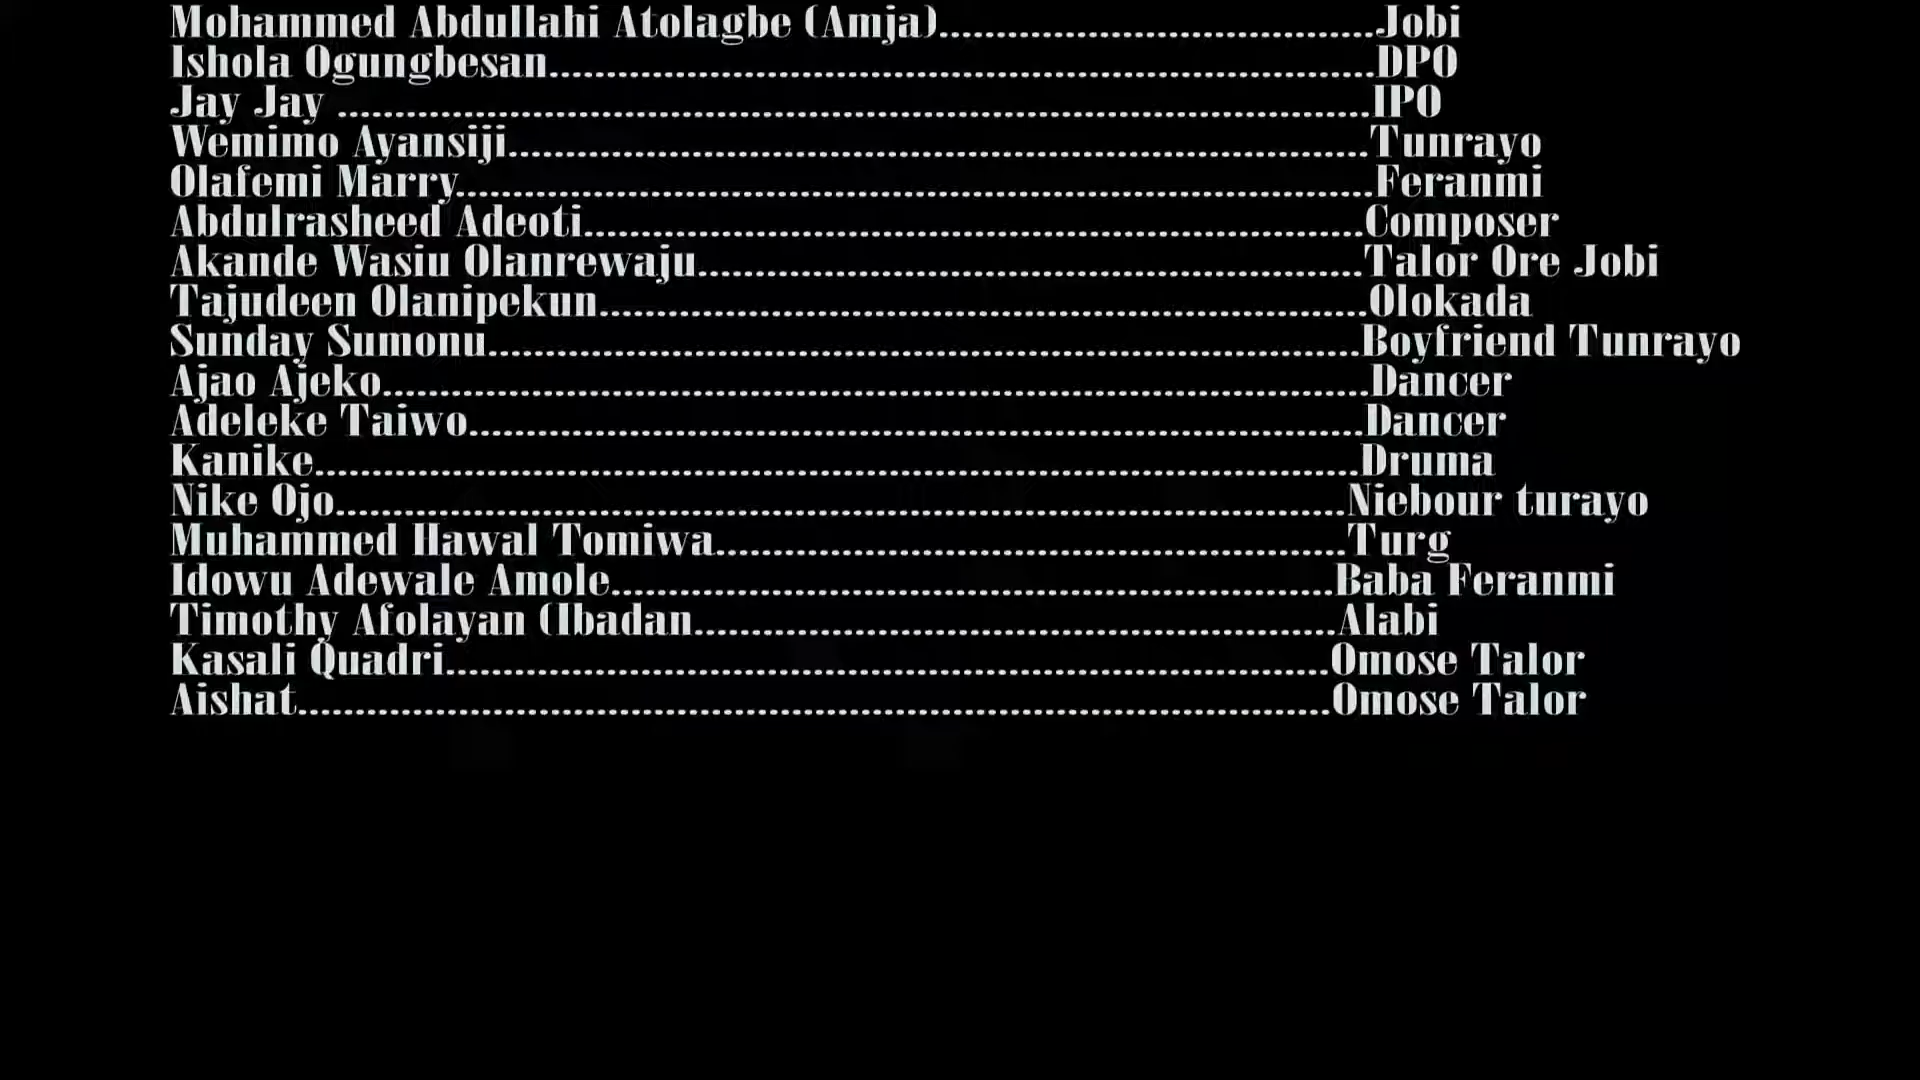 Mohammed Abdullahi Atolagbe (Amja)......................................Jobi
Ishola Ogungbesan........................................................................DPO
Jay Jay ..........................................................................................IPO
Wemimo Ayansiji...........................................................................Tunrayo
Olafemi Marry................................................................................Feranmi
Abdulrasheed Adeoti....................................................................Composer
Akande Wasiu Olanrewaju..........................................................Talor Ore Jobi
Tajudeen Olanipekun...................................................................Olokada
Sunday Sumonu............................................................................Boyfriend Tunrayo
Ajao Ajeko......................................................................................Dancer
Adeleke Taiwo..............................................................................Dancer
Kanike...........................................................................................Druma
Nike Ojo........................................................................................Niebour turayo
Muhammed Hawal Tomiwa.......................................................Turg
Idowu Adewale Amole...............................................................Baba Feranmi
Timothy Afolayan (Ibadan........................................................Alabi
Kasali Quadri.............................................................................Omose Talor
Aishat..........................................................................................Omose Talor